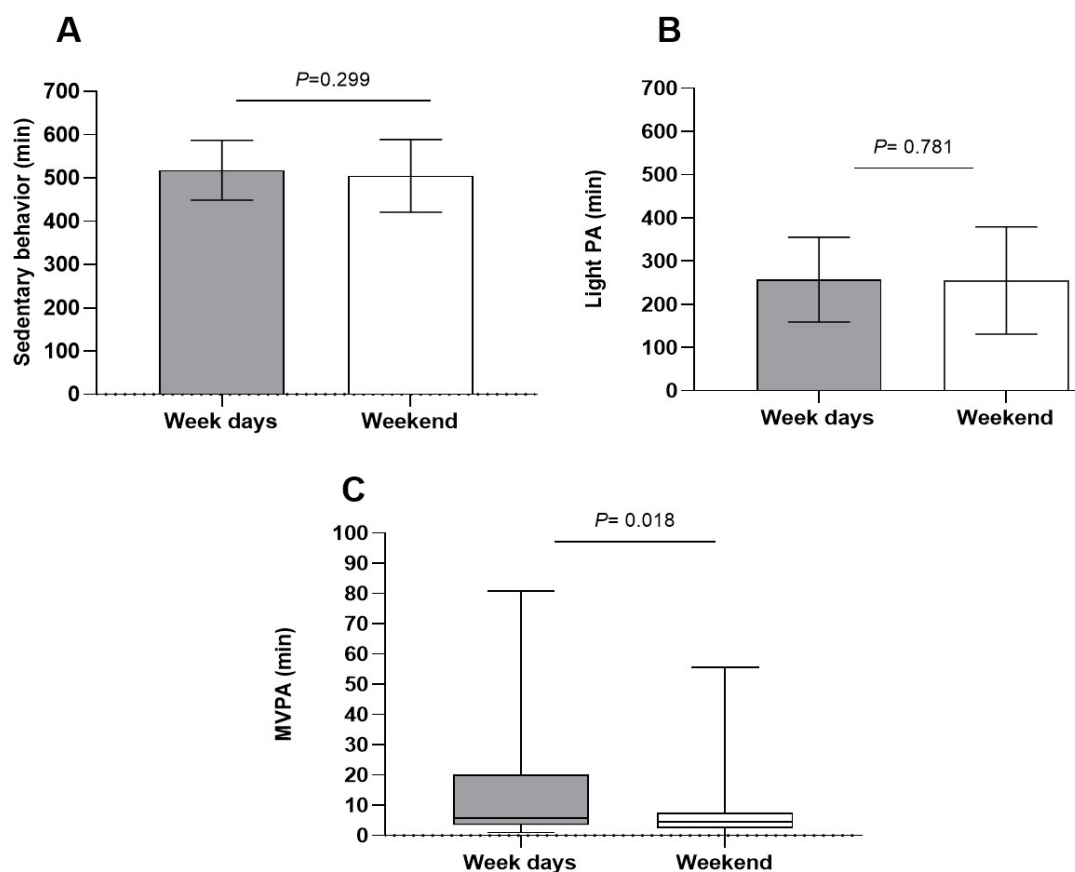 A
P=0.299
Sedentary behavior (min)
700
600
500
400
300
200
100
0
Week days
Weekend
B
P= 0.781
Light PA (min)
700
600
500
400
300
200
100
0
Week days
Weekend
C
P= 0.018
MVPA (min)
100
90
80
70
60
50
40
30
20
10
0
Week days
Weekend